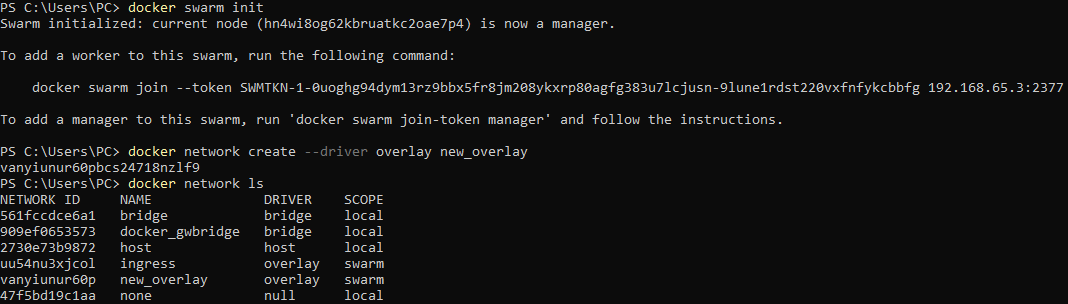 PS C:\Users\PC> docker swarm init
Swarm initialized: current node (hn4wi8og62kbruatkc2oae7p4) is now a manager.
To add a worker to this swarm, run the following command:
docker swarm join --token SWMTKN-1-0uoghg94dym13rz9bbx5fr8jm208ykxrp80agfg383u7lcjusn-9lune1rdst220vxfnfykcbbfg 192.168.65.3:2377
To add a manager to this swarm, run 'docker swarm join-token manager' and follow the instructions.
PS C:\Users\PC> docker network create --driver overlay new_overlay
vanyiunur60pbcs24718nzlf9
PS C:\Users\PC> docker network ls
NETWORK ID     NAME              DRIVER    SCOPE
561fccdce6a1   bridge            bridge    local
909ef0653573   docker_gwbridge   bridge    local
2730e73b9872   host              host      local
uu54nu3xjcol   ingress           overlay   swarm
vanyiunur60p   new_overlay       overlay   swarm
47f5bd19c1aa   none              null      local